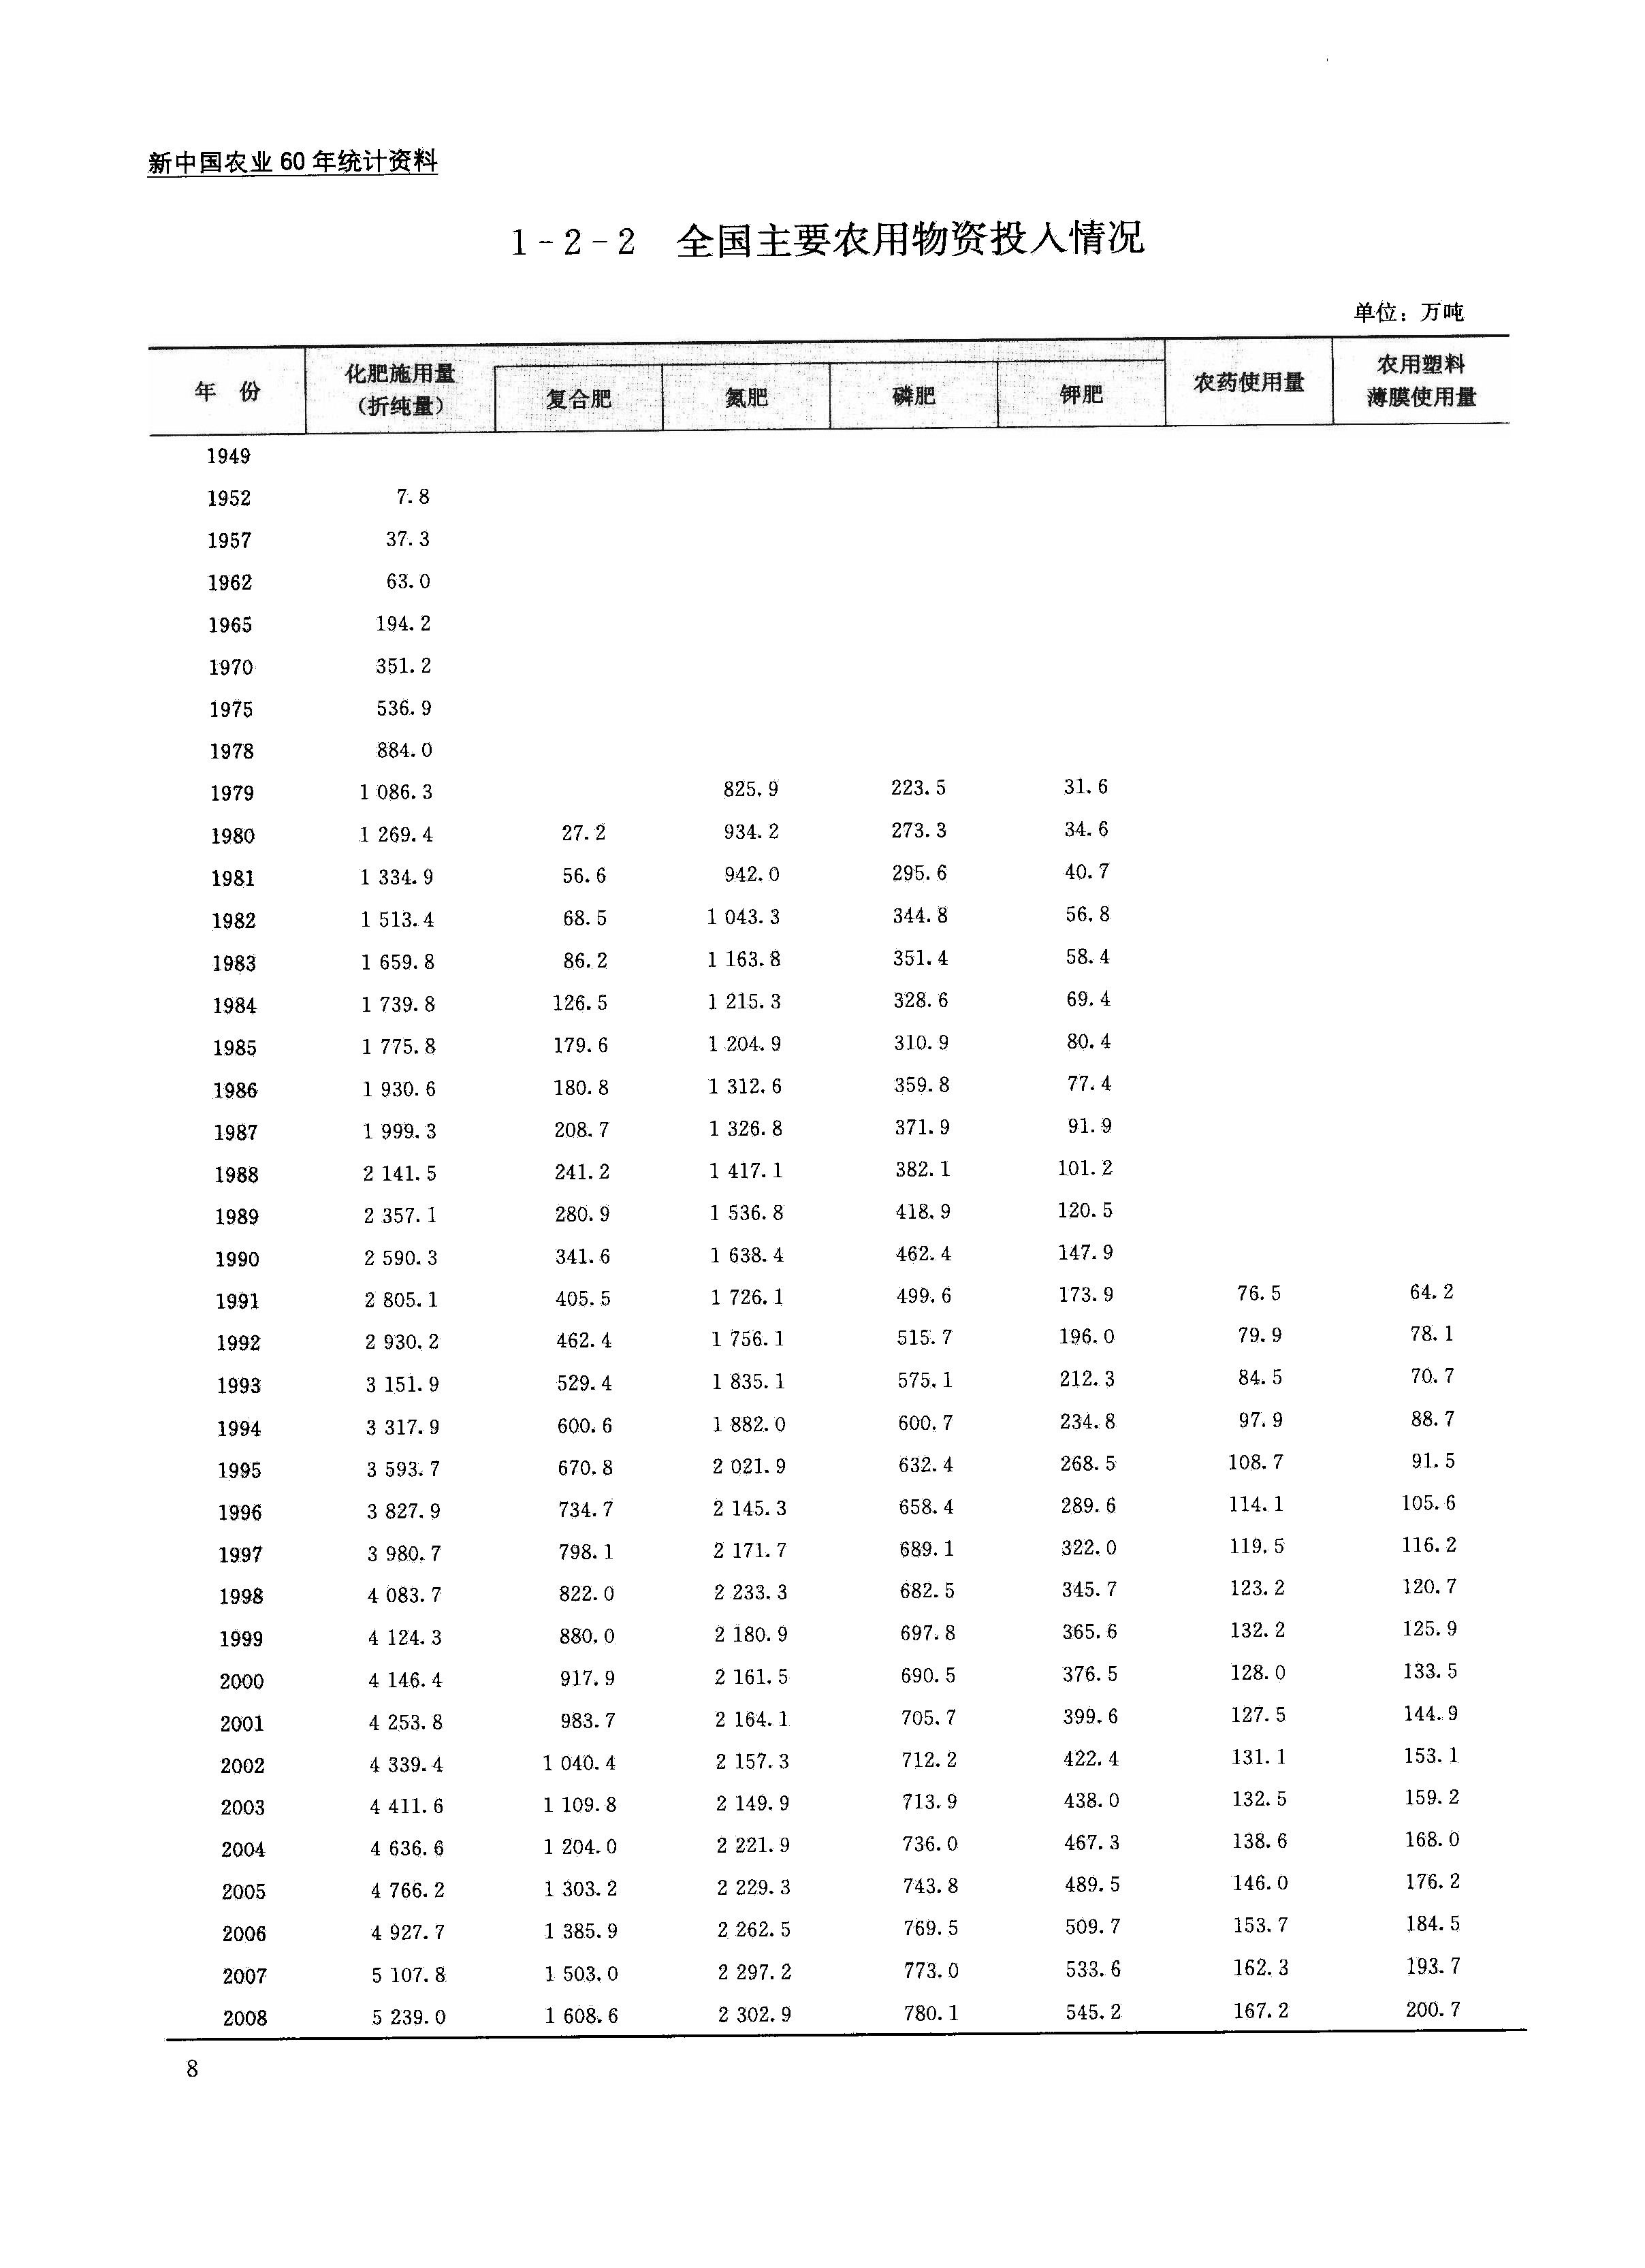 新中国农业 60 年统计资料
1-2-2 全国主要农用物资投入情况
单位：万吨
年 份 化肥施用量（折纯量） 复合肥 氮肥 磷肥 钾肥 农药使用量 农用塑料薄膜使用量
1949
1952 7.8
1957 37.3
1962 63.0
1965 194.2
1970 351.2
1975 536.9
1978 884.0
1979 1 086.3 825.9 223.5 31.6
1980 1 269.4 27.2 934.2 273.3 34.6
1981 1 334.9 56.6 942.0 295.6 40.7
1982 1 513.4 68.5 1 043.3 344.8 56.8
1983 1 659.8 86.2 1 163.8 351.4 58.4
1984 1 739.8 126.5 1 215.3 328.6 69.4
1985 1 775.8 179.6 1 204.9 310.9 80.4
1986 1 930.6 180.8 1 312.6 359.8 77.4
1987 1 999.3 208.7 1 326.8 371.9 91.9
1988 2 141.5 241.2 1 417.1 382.1 101.2
1989 2 357.1 280.9 1 536.8 418.9 120.5
1990 2 590.3 341.6 1 638.4 462.4 147.9
1991 2 805.1 405.5 1 726.1 499.6 173.9 76.5 64.2
1992 2 930.2 462.4 1 756.1 515.7 196.0 79.9 78.1
1993 3 151.9 529.4 1 835.1 575.1 212.3 84.5 70.7
1994 3 317.9 600.6 1 882.0 600.7 234.8 97.9 88.7
1995 3 593.7 670.8 2 021.9 632.4 268.5 108.7 91.5
1996 3 827.9 734.7 2 145.3 658.4 289.6 114.1 105.6
1997 3 980.7 798.1 2 171.7 689.1 322.0 119.5 116.2
1998 4 083.7 822.0 2 233.3 682.5 345.7 123.2 120.7
1999 4 124.3 880.0 2 180.9 697.8 365.6 132.2 125.9
2000 4 146.4 917.9 2 161.5 690.5 376.5 128.0 133.5
2001 4 253.8 983.7 2 164.1 705.7 399.6 127.5 144.9
2002 4 339.4 1 040.4 2 157.3 712.2 422.4 131.1 153.1
2003 4 411.6 1 109.8 2 149.9 713.9 438.0 132.5 159.2
2004 4 636.6 1 204.0 2 221.9 736.0 467.3 138.6 168.0
2005 4 766.2 1 303.2 2 229.3 743.8 489.5 146.0 176.2
2006 4 927.7 1 385.9 2 262.5 769.5 509.7 153.7 184.5
2007 5 107.8 1 503.0 2 297.2 773.0 533.6 162.3 193.7
2008 5 239.0 1 608.6 2 302.9 780.1 545.2 167.2 200.7
8